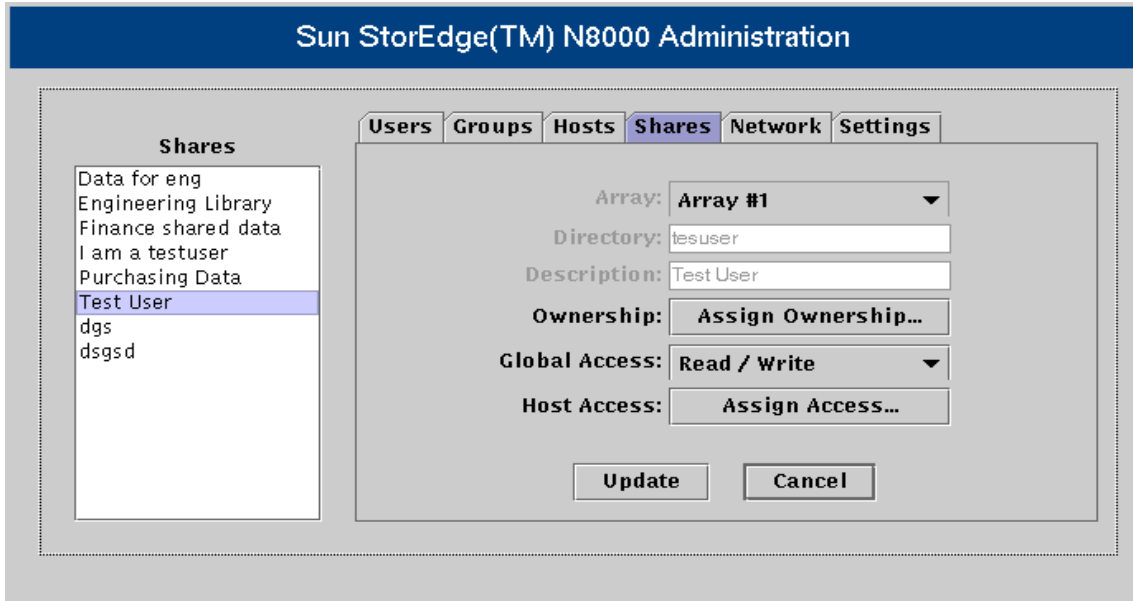 Sun StorEdge(TM) N8000 Administration
Shares
Data for eng
Engineering Library
Finance shared data
I am a testuser
Purchasing Data
Test User
dgs
dsgsd
Users Groups Hosts Shares Network Settings
Array: Array #1
Directory: tesuser
Description: Test User
Ownership: Assign Ownership...
Global Access: Read / Write
Host Access: Assign Access...
Update Cancel